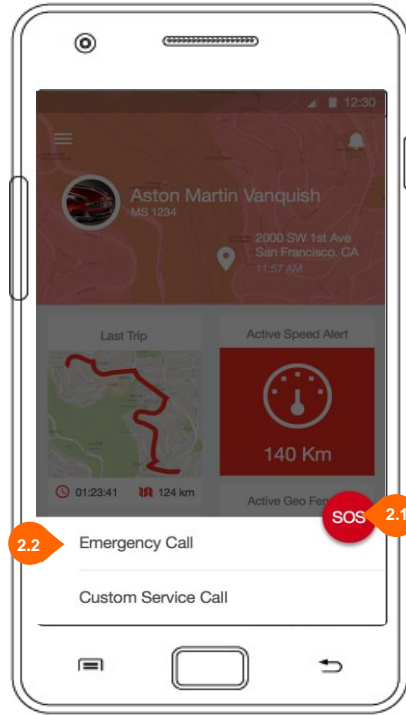 12:30
Aston Martin Vanquish
MS 1234
2000 SW 1st Ave
San Francisco. CA
11:57 AM
Last Trip
Active Speed Alert
140 Km
01:23:41
124 km
Active Geo Fen
SOS
2.1
2.2
Emergency Call
Custom Service Call